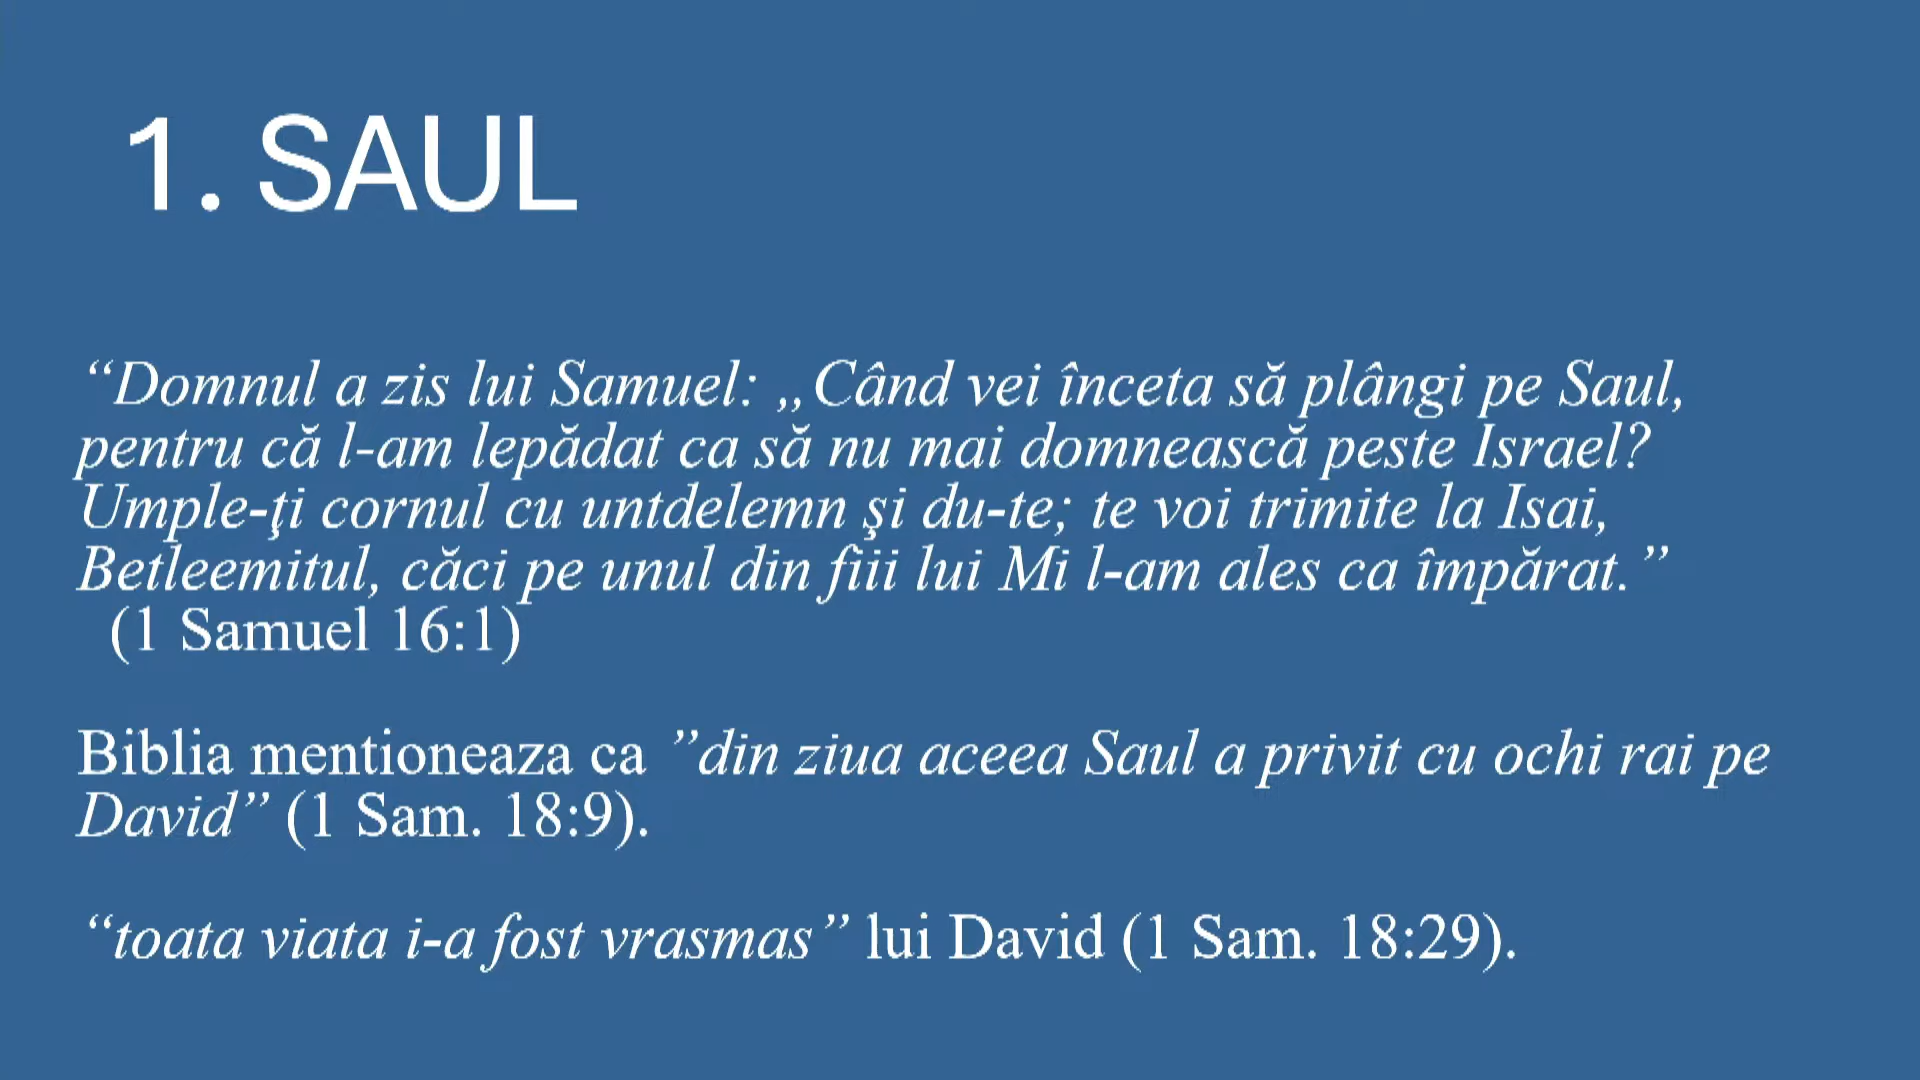 1. SAUL
“Domnul a zis lui Samuel: „Când vei înceta să plângi pe Saul,
pentru că l-am lepădat ca să nu mai domnească peste Israel?
Umple-ţi cornul cu untdelemn şi du-te; te voi trimite la Isai,
Betleemitul, căci pe unul din fiii lui Mi l-am ales ca împărat.”
(1 Samuel 16:1)
Biblia mentioneaza ca ”din ziua aceea Saul a privit cu ochi rai pe
David” (1 Sam. 18:9).
“toata viata i-a fost vrasmas” lui David (1 Sam. 18:29).